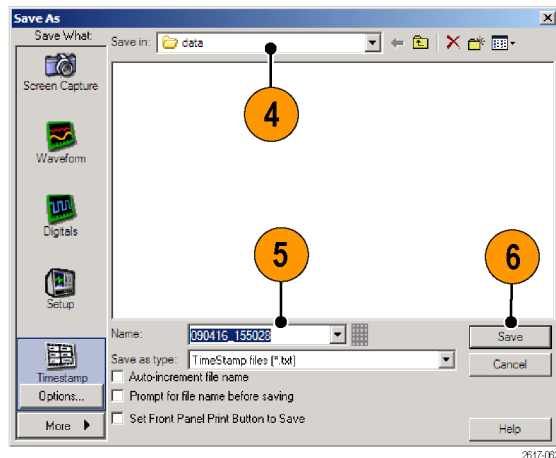 Save As
Save What:
Save in: data
Screen Capture
4
Waveform
Digitals
Setup
5
6
Name: 090416_155028
Save
Save as type: TimeStamp files (*.txt)
Cancel
Timestamp
Auto-increment file name
Options...
Prompt for file name before saving
Set Front Panel Print Button to Save
More
Help